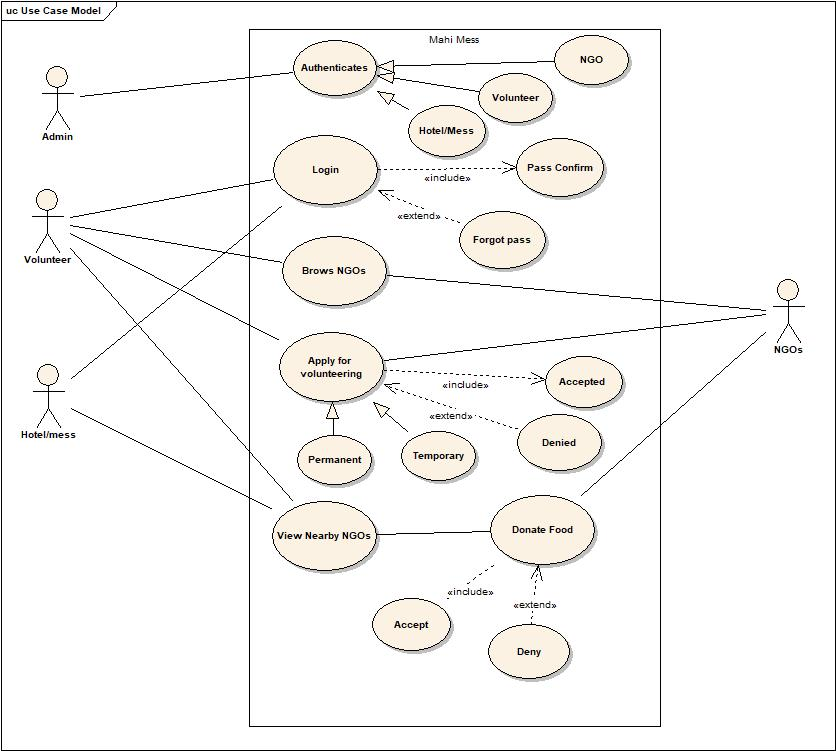 uc Use Case Model
Mahi Mess
Authenticates
NGO
Volunteer
Hotel/Mess
Admin
Login
«include»
Pass Confirm
«extend»
Forgot pass
Volunteer
Brows NGOs
NGOs
Apply for
volunteering
«include»
Accepted
«extend»
Denied
Hotel/mess
Permanent
Temporary
View Nearby NGOs
Donate Food
«include»
«extend»
Accept
Deny